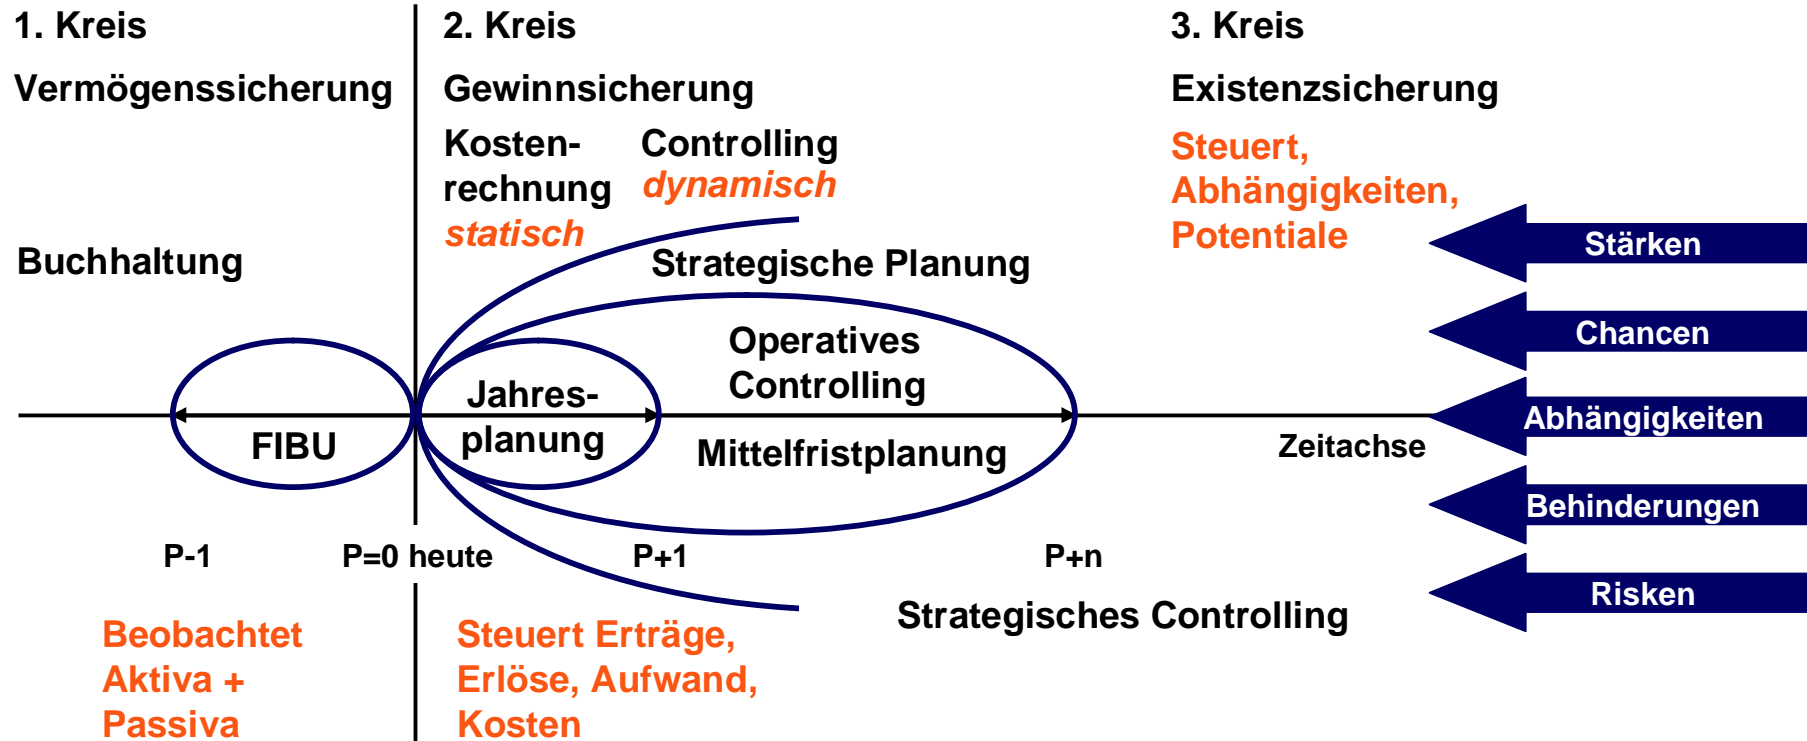 1. Kreis
Vermögenssicherung
Buchhaltung
FIBU
P-1
Beobachtet
Aktiva +
Passiva
2. Kreis
Gewinnsicherung
Kosten-
rechnung
statisch
Controlling
dynamisch
Strategische Planung
Operatives
Controlling
Jahres-
planung
Mittelfristplanung
P=0 heute
P+1
P+n
Strategisches Controlling
Steuert Erträge,
Erlöse, Aufwand,
Kosten
3. Kreis
Existenzsicherung
Steuert,
Abhängigkeiten,
Potentiale
Zeitachse
Stärken
Chancen
Abhängigkeiten
Behinderungen
Risken